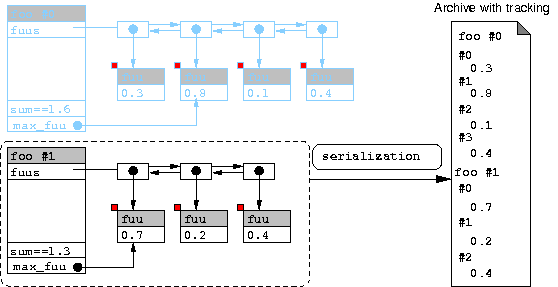 Archive with tracking
foo #0
fuus
fuu fuu fuu fuu
0.3 0.8 0.1 0.4
sum==1.6
max_fuu
foo #1
fuus
fuu fuu fuu
0.7 0.2 0.4
sum==1.3
max_fuu
serialization
foo #0
#0
0.3
#1
0.8
#2
0.1
#3
0.4
foo #1
#0
0.7
#1
0.2
#2
0.4